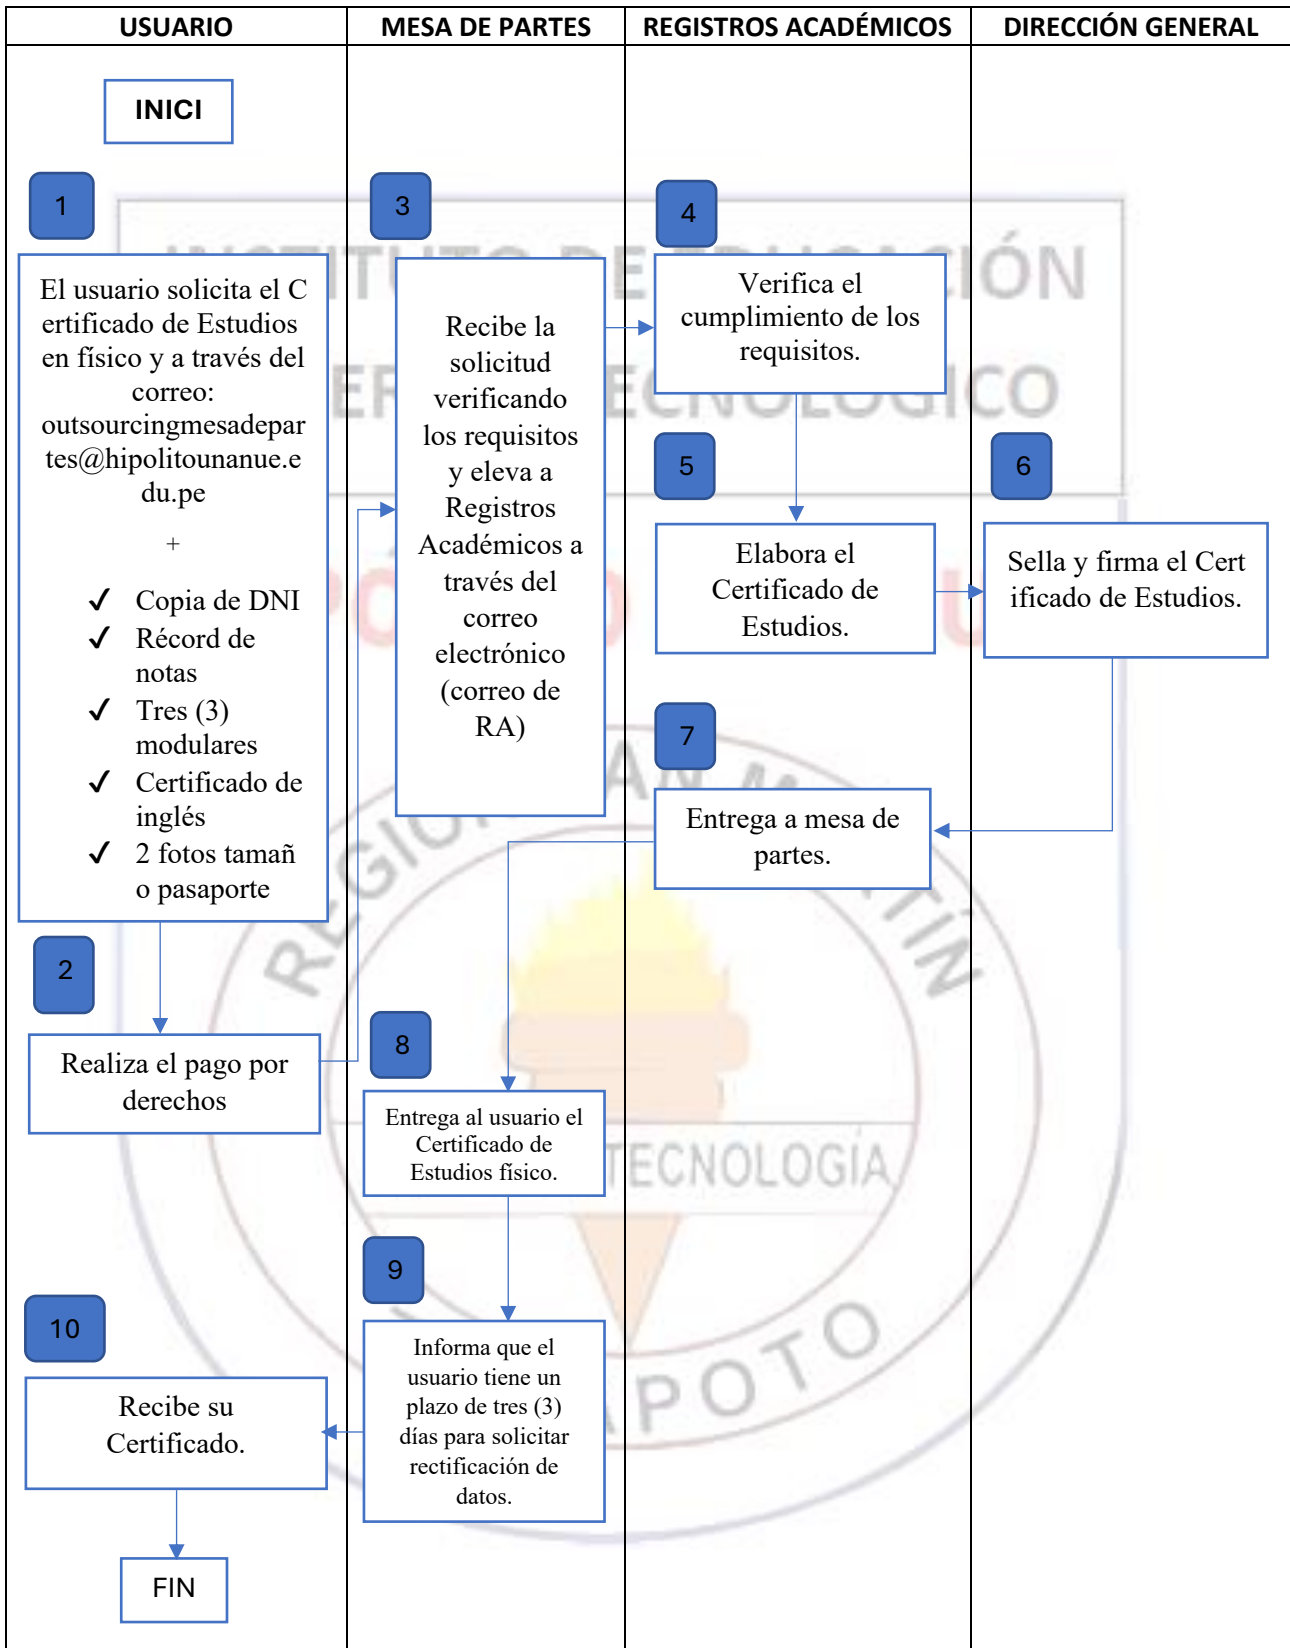 USUARIO
MESA DE PARTES
REGISTROS ACADÉMICOS
DIRECCIÓN GENERAL
INICI
1
El usuario solicita el C
ertificado de Estudios
en físico y a través del
correo:
outsourcingmesadepar
tes@hipolitounanue.e
du.pe
+
✓ Copia de DNI
✓ Récord de
notas
✓ Tres (3)
modulares
✓ Certificado de
inglés
✓ 2 fotos tamañ
o pasaporte
2
Realiza el pago por
derechos
3
Recibe la
solicitud
verificando
los requisitos
y eleva a
Registros
Académicos a
través del
correo
electrónico
(correo de
RA)
4
Verifica el
cumplimiento de los
requisitos.
5
Elabora el
Certificado de
Estudios.
6
Sella y firma el Cert
ificado de Estudios.
7
Entrega a mesa de
partes.
8
Entrega al usuario el
Certificado de
Estudios físico.
9
Informa que el
usuario tiene un
plazo de tres (3)
días para solicitar
rectificación de
datos.
10
Recibe su
Certificado.
FIN
TECNOLOGÍA